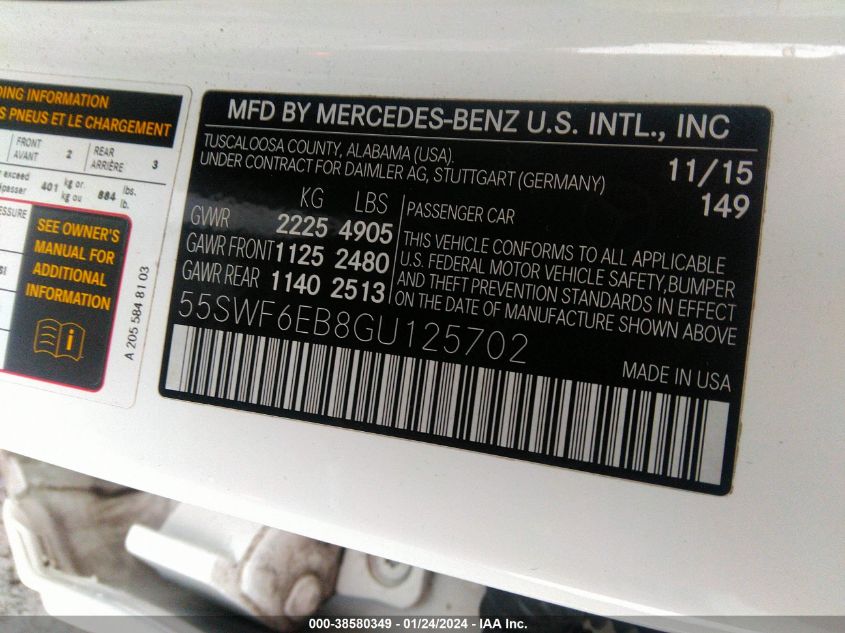 DING INFORMATION
S PNEUS ET LE CHARGEMENT
FRONT
AVANT
2
REAR
ARRIÈRE
3
exceed
401 kg or. 884 lbs.
kg ou lb.
SEE OWNER'S
MANUAL FOR
ADDITIONAL
INFORMATION
A 205 584 81 03
MFD BY MERCEDES-BENZ U.S. INTL., INC
TUSCALOOSA COUNTY, ALABAMA (USA).
UNDER CONTRACT FOR DAIMLER AG, STUTTGART (GERMANY)
11/15
149
KG LBS
GVWR 2225 4905
GAWR FRONT 1125 2480
GAWR REAR 1140 2513
PASSENGER CAR
THIS VEHICLE CONFORMS TO ALL APPLICABLE
U.S. FEDERAL MOTOR VEHICLE SAFETY,BUMPER
AND THEFT PREVENTION STANDARDS IN EFFECT
ON THE DATE OF MANUFACTURE SHOWN ABOVE
55SWF6EB8GU125702
MADE IN USA
000-38580349 - 01/24/2024 - IAA Inc.